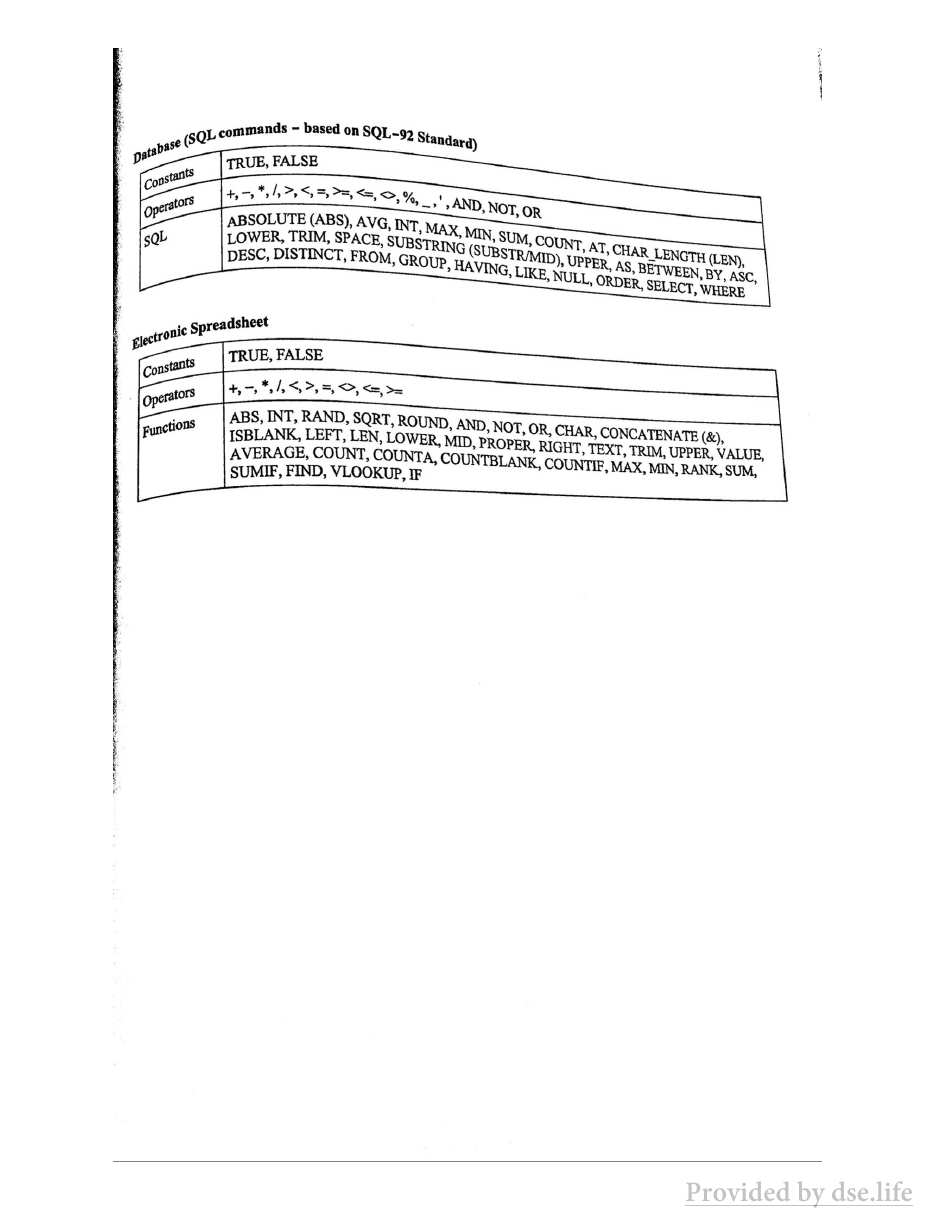 Database (SQL commands – based on SQL-92 Standard)
Constants TRUE, FALSE
Operators +, –, *, /, >, <, =, >=, <=, <>, %, _, ' , AND, NOT, OR
SQL ABSOLUTE (ABS), AVG, INT, MAX, MIN, SUM, COUNT, AT, CHAR_LENGTH (LEN),
LOWER, TRIM, SPACE, SUBSTRING (SUBSTR/MID), UPPER, AS, BETWEEN, BY, ASC,
DESC, DISTINCT, FROM, GROUP, HAVING, LIKE, NULL, ORDER, SELECT, WHERE
Electronic Spreadsheet
Constants TRUE, FALSE
Operators +, –, *, /, <, >, =, <>, <=, >=
Functions ABS, INT, RAND, SQRT, ROUND, AND, NOT, OR, CHAR, CONCATENATE (&),
ISBLANK, LEFT, LEN, LOWER, MID, PROPER, RIGHT, TEXT, TRIM, UPPER, VALUE,
AVERAGE, COUNT, COUNTA, COUNTBLANK, COUNTIF, MAX, MIN, RANK, SUM,
SUMIF, FIND, VLOOKUP, IF
Provided by dse.life